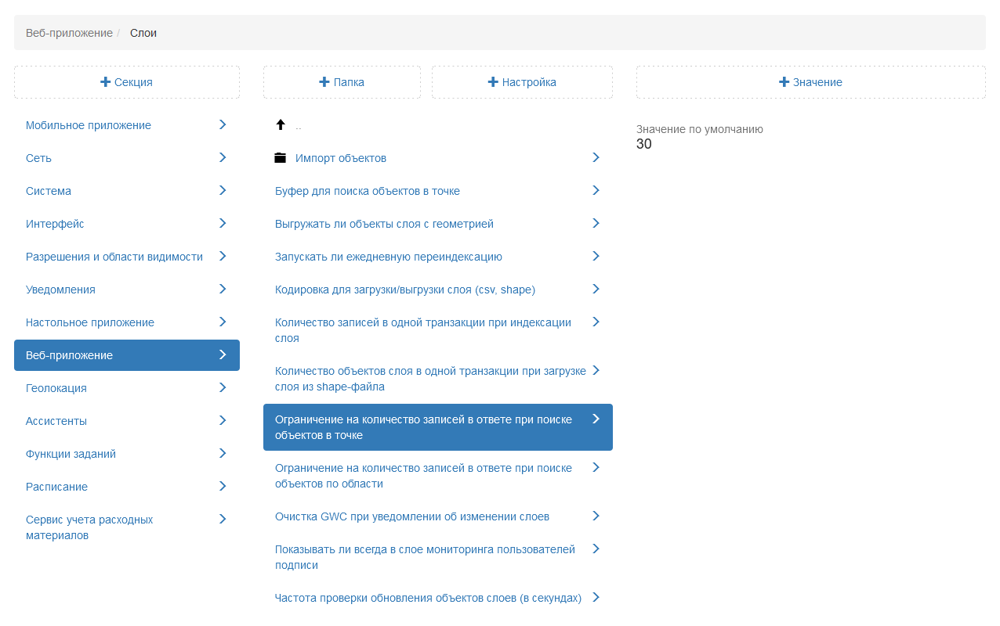 Веб-приложение / Слои
Секция
Папка
Настройка
Значение
Мобильное приложение
Сеть
Система
Интерфейс
Разрешения и области видимости
Уведомления
Настольное приложение
Веб-приложение
Геолокация
Ассистенты
Функции заданий
Расписание
Сервис учета расходных
материалов
..
Импорт объектов
Буфер для поиска объектов в точке
Выгружать ли объекты слоя с геометрией
Запускать ли ежедневную переиндексацию
Кодировка для загрузки/выгрузки слоя (csv, shape)
Количество записей в одной транзакции при индексации
слоя
Количество объектов слоя в одной транзакции при загрузке
слоя из shape-файла
Ограничение на количество записей в ответе при поиске
объектов в точке
Ограничение на количество записей в ответе при поиске
объектов по области
Очистка GWC при уведомлении об изменении слоев
Показывать ли всегда в слое мониторинга пользователей
подписи
Частота проверки обновления объектов слоев (в секундах)
Значение по умолчанию
30